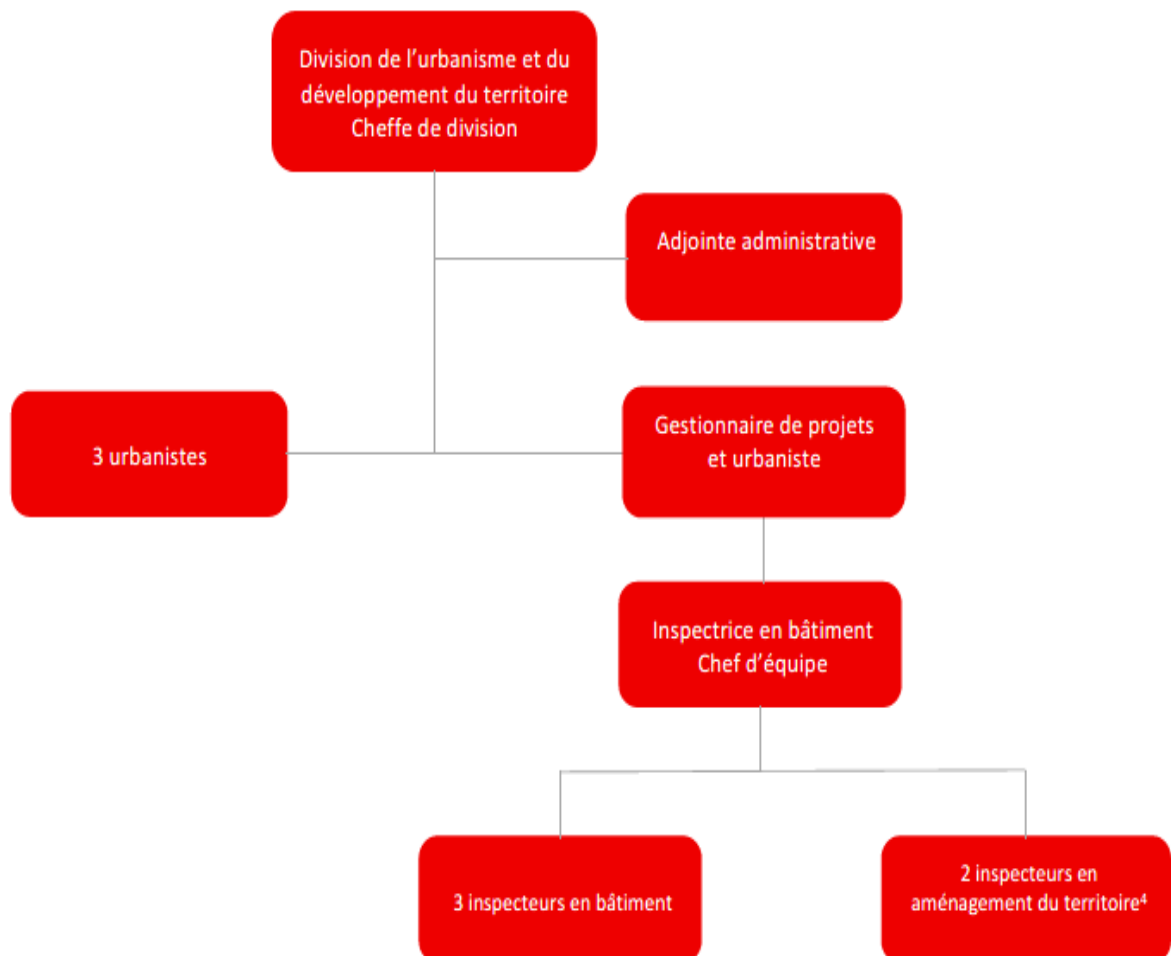 Division de l’urbanisme et du
développement du territoire
Cheffe de division
Adjointe administrative
3 urbanistes
Gestionnaire de projets
et urbaniste
Inspectrice en bâtiment
Chef d’équipe
3 inspecteurs en bâtiment
2 inspecteurs en
aménagement du territoire⁴